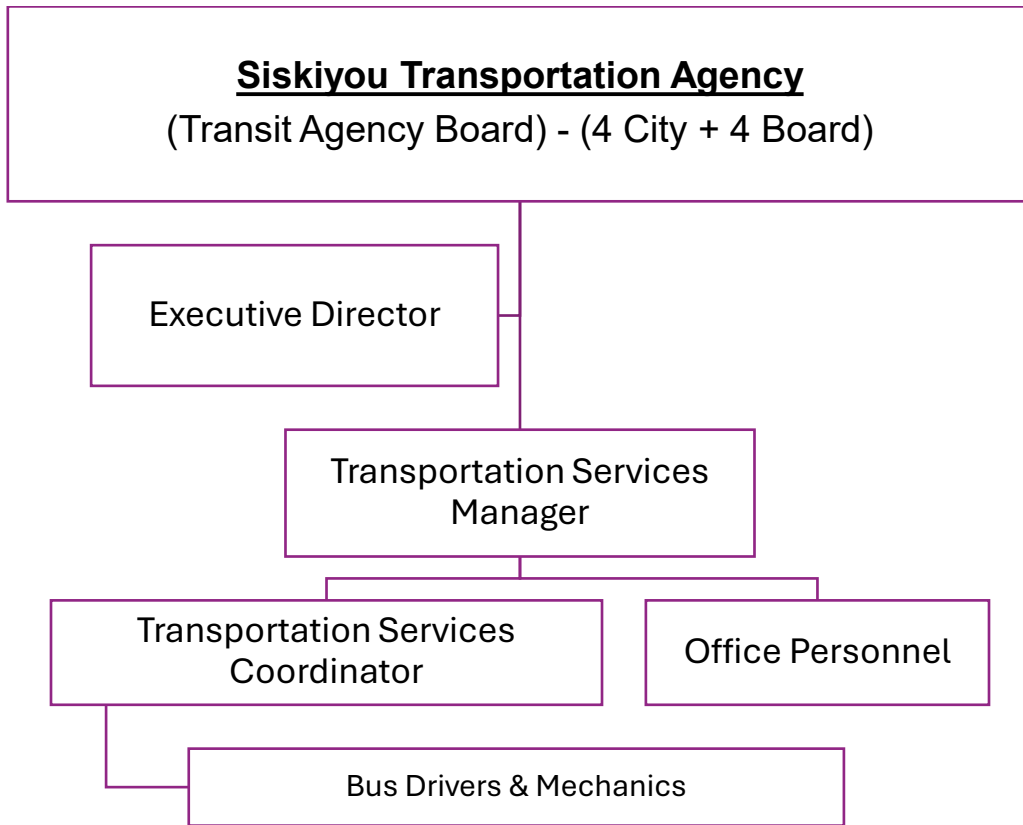 Siskiyou Transportation Agency
(Transit Agency Board) - (4 City + 4 Board)
Executive Director
Transportation Services
Manager
Transportation Services
Coordinator
Office Personnel
Bus Drivers & Mechanics